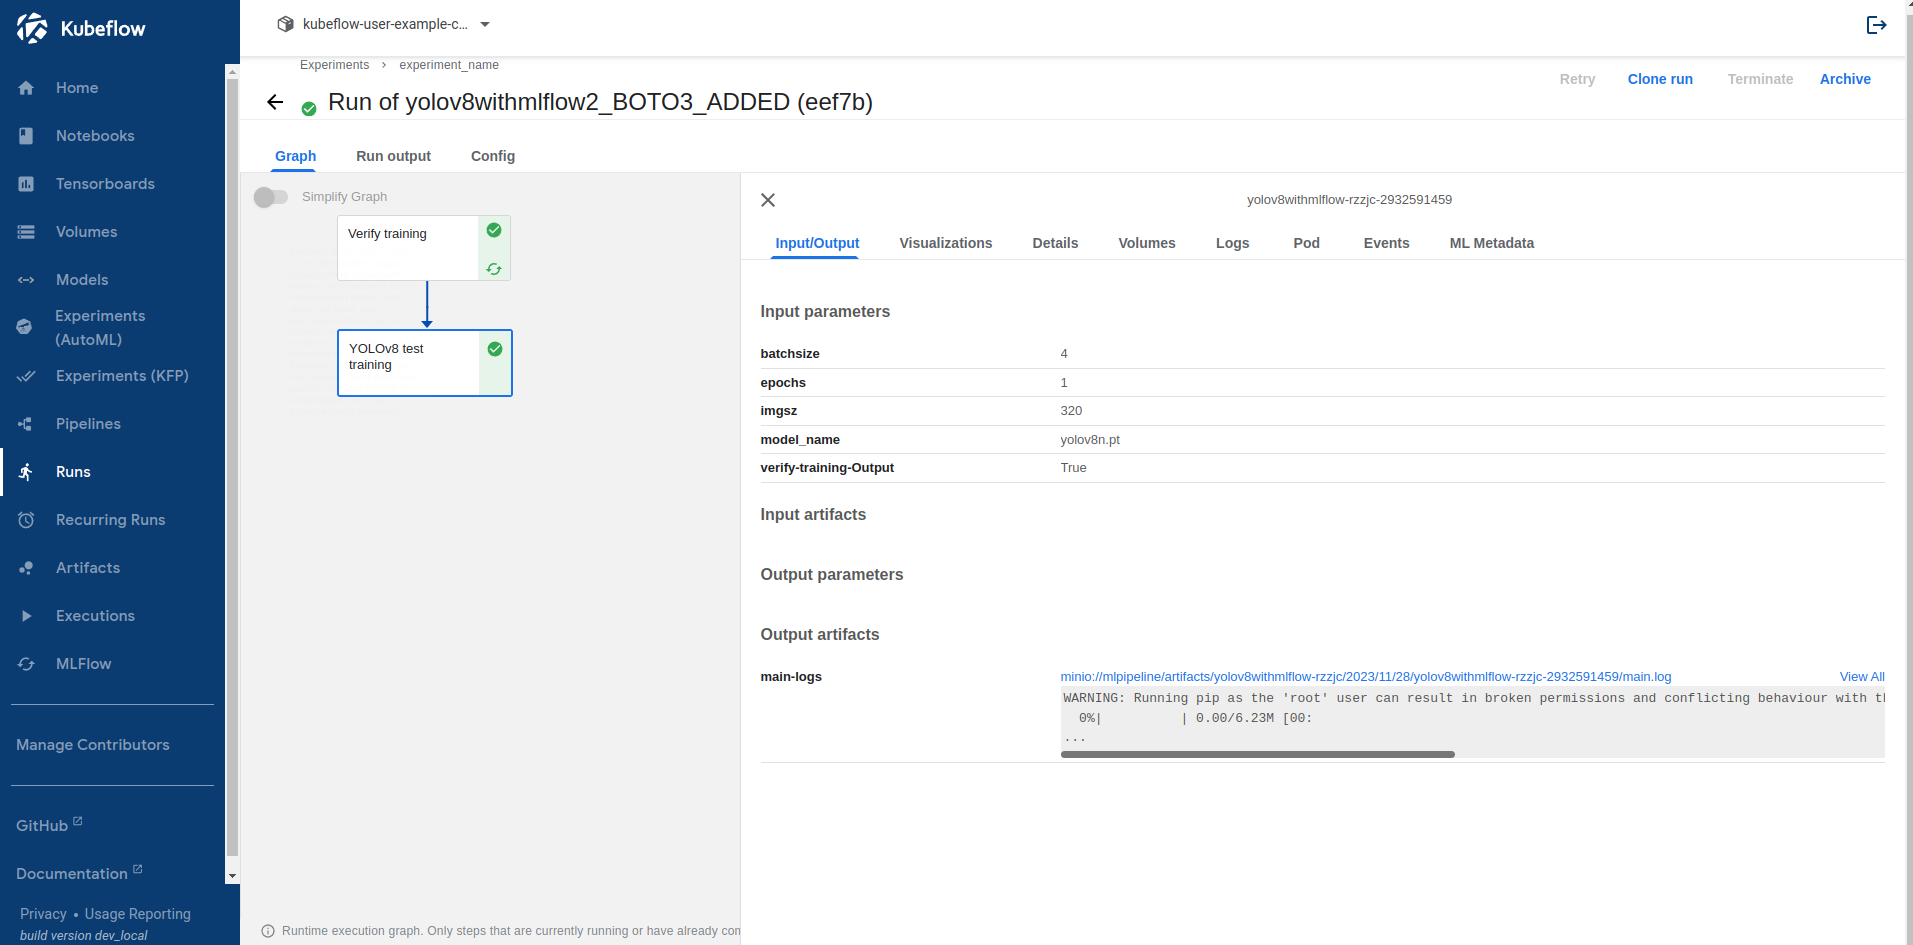 Kubeflow
Home
Notebooks
Tensorboards
Volumes
Models
Experiments
(AutoML)
Experiments (KFP)
Pipelines
Runs
Recurring Runs
Artifacts
Executions
MLFlow
Manage Contributors
GitHub
Documentation
Privacy • Usage Reporting
build version dev_local
kubeflow-user-example-c...
Experiments › experiment_name
Run of yolov8withmlflow2_BOTO3_ADDED (eef7b)
Retry Clone run Terminate Archive
Graph Run output Config
Simplify Graph
Verify training
YOLOv8 test
training
Runtime execution graph. Only steps that are currently running or have already
yolov8withmlflow-rzzjc-2932591459
Input/Output Visualizations Details Volumes Logs Pod Events ML Metadata
Input parameters
batchsize 4
epochs 1
imgsz 320
model_name yolov8n.pt
verify-training-Output True
Input artifacts
Output parameters
Output artifacts
main-logs minio://mlpipeline/artifacts/yolov8withmlflow-rzzjc/2023/11/28/yolov8withmlflow-rzzjc-2932591459/main.log View All
WARNING: Running pip as the 'root' user can result in broken permissions and conflicting behaviour with
0%| | 0.00/6.23M [00:
...